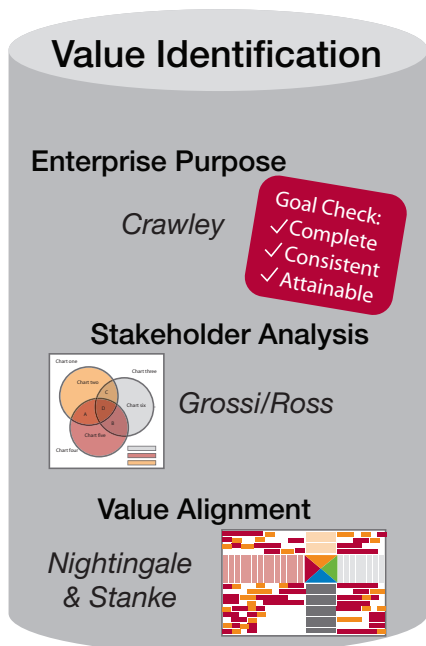 Value Identification
Enterprise Purpose
Crawley
Goal Check:
✓Complete
✓Consistent
✓Attainable
Stakeholder Analysis
Chart one
Chart two
Chart three
C
Chart six
A
D
B
Chart five
Chart four
Grossi/Ross
Value Alignment
Nightingale
& Stanke